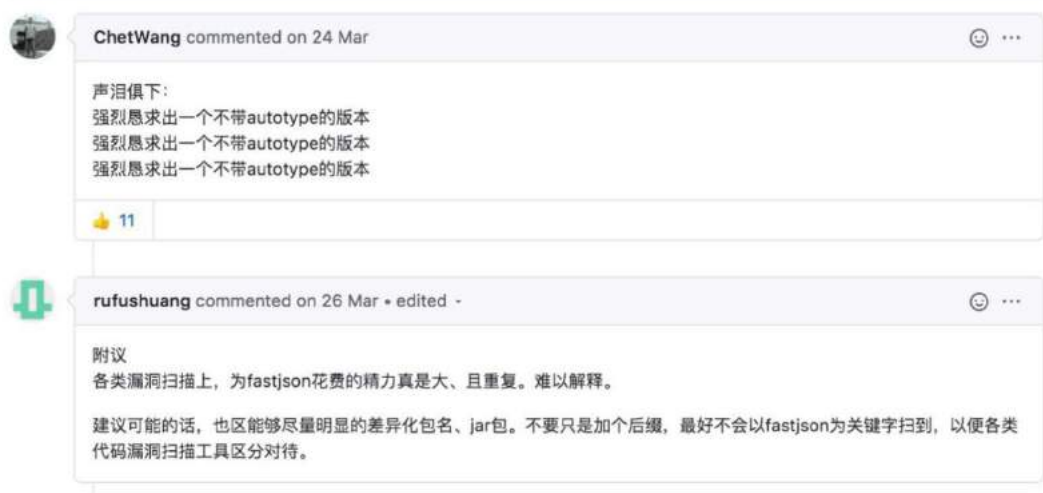 ChetWang commented on 24 Mar
声泪俱下：
强烈恳求出一个不带autotype的版本
强烈恳求出一个不带autotype的版本
强烈恳求出一个不带autotype的版本
11
rufushuang commented on 26 Mar • edited
附议
各类漏洞扫描上，为fastjson花费的精力真是大、且重复。难以解释。
建议可能的话，也区能够尽量明显的差异化包名、jar包。不要只是加个后缀，最好不会以fastjson为关键字扫到，以便各类
代码漏洞扫描工具区分对待。